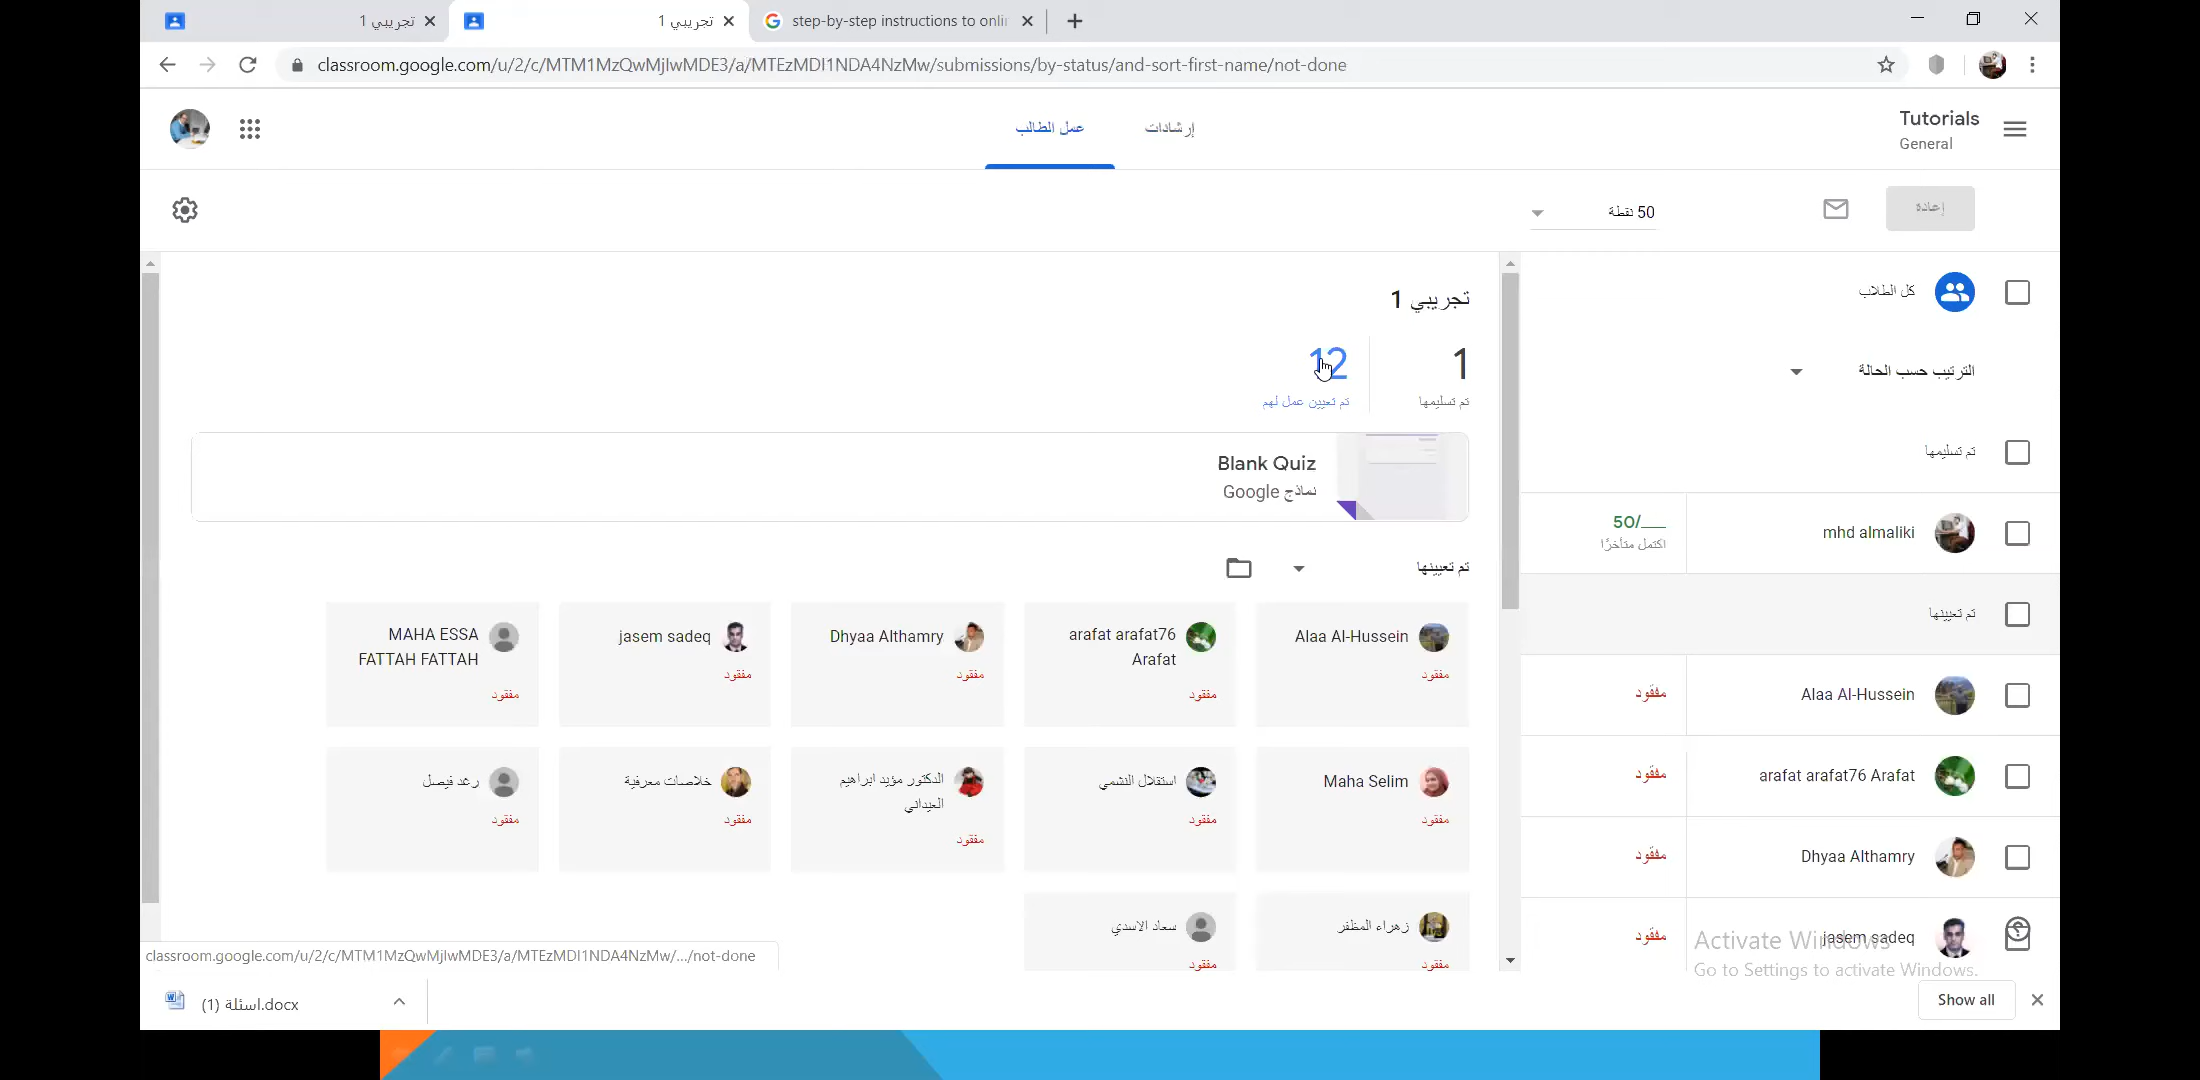 تجريبي 1
تجريبي 1
step-by-step instructions to onli
classroom.google.com/u/2/c/MTM1MzQwMjIwMDE3/a/MTEzMDI1NDA4NzMw/submissions/by-status/and-sort-first-name/not-done
Tutorials
General
إرشادات
عمل الطالب
إعادة
50 نقطة
كل الطلاب
الترتيب حسب الحالة
تم تسليمها
mhd almaliki
50/___
اكتمل متأخرًا
تم تعيينها
Alaa Al-Hussein
مفقود
arafat arafat76 Arafat
مفقود
Dhyaa Althamry
مفقود
jasem sadeq
مفقود
تجريبي 1
1
تم تسليمها
12
تم تعيين عمل لهم
Blank Quiz
نماذج Google
تم تعيينها
Alaa Al-Hussein
مفقود
arafat arafat76
Arafat
مفقود
Dhyaa Althamry
مفقود
jasem sadeq
مفقود
MAHA ESSA
FATTAH FATTAH
مفقود
Maha Selim
مفقود
استقلال النشمي
مفقود
الدكتور مؤيد ابراهيم
العيداني
مفقود
خلاصات معرفية
مفقود
رغد فيصل
مفقود
زهراء المظفر
مفقود
سعاد الاسدي
مفقود
Activate Windows
Go to Settings to activate Windows.
classroom.google.com/u/2/c/MTM1MzQwMjIwMDE3/a/MTEzMDI1NDA4NzMw/.../not-done
اسئلة (1).docx
Show all